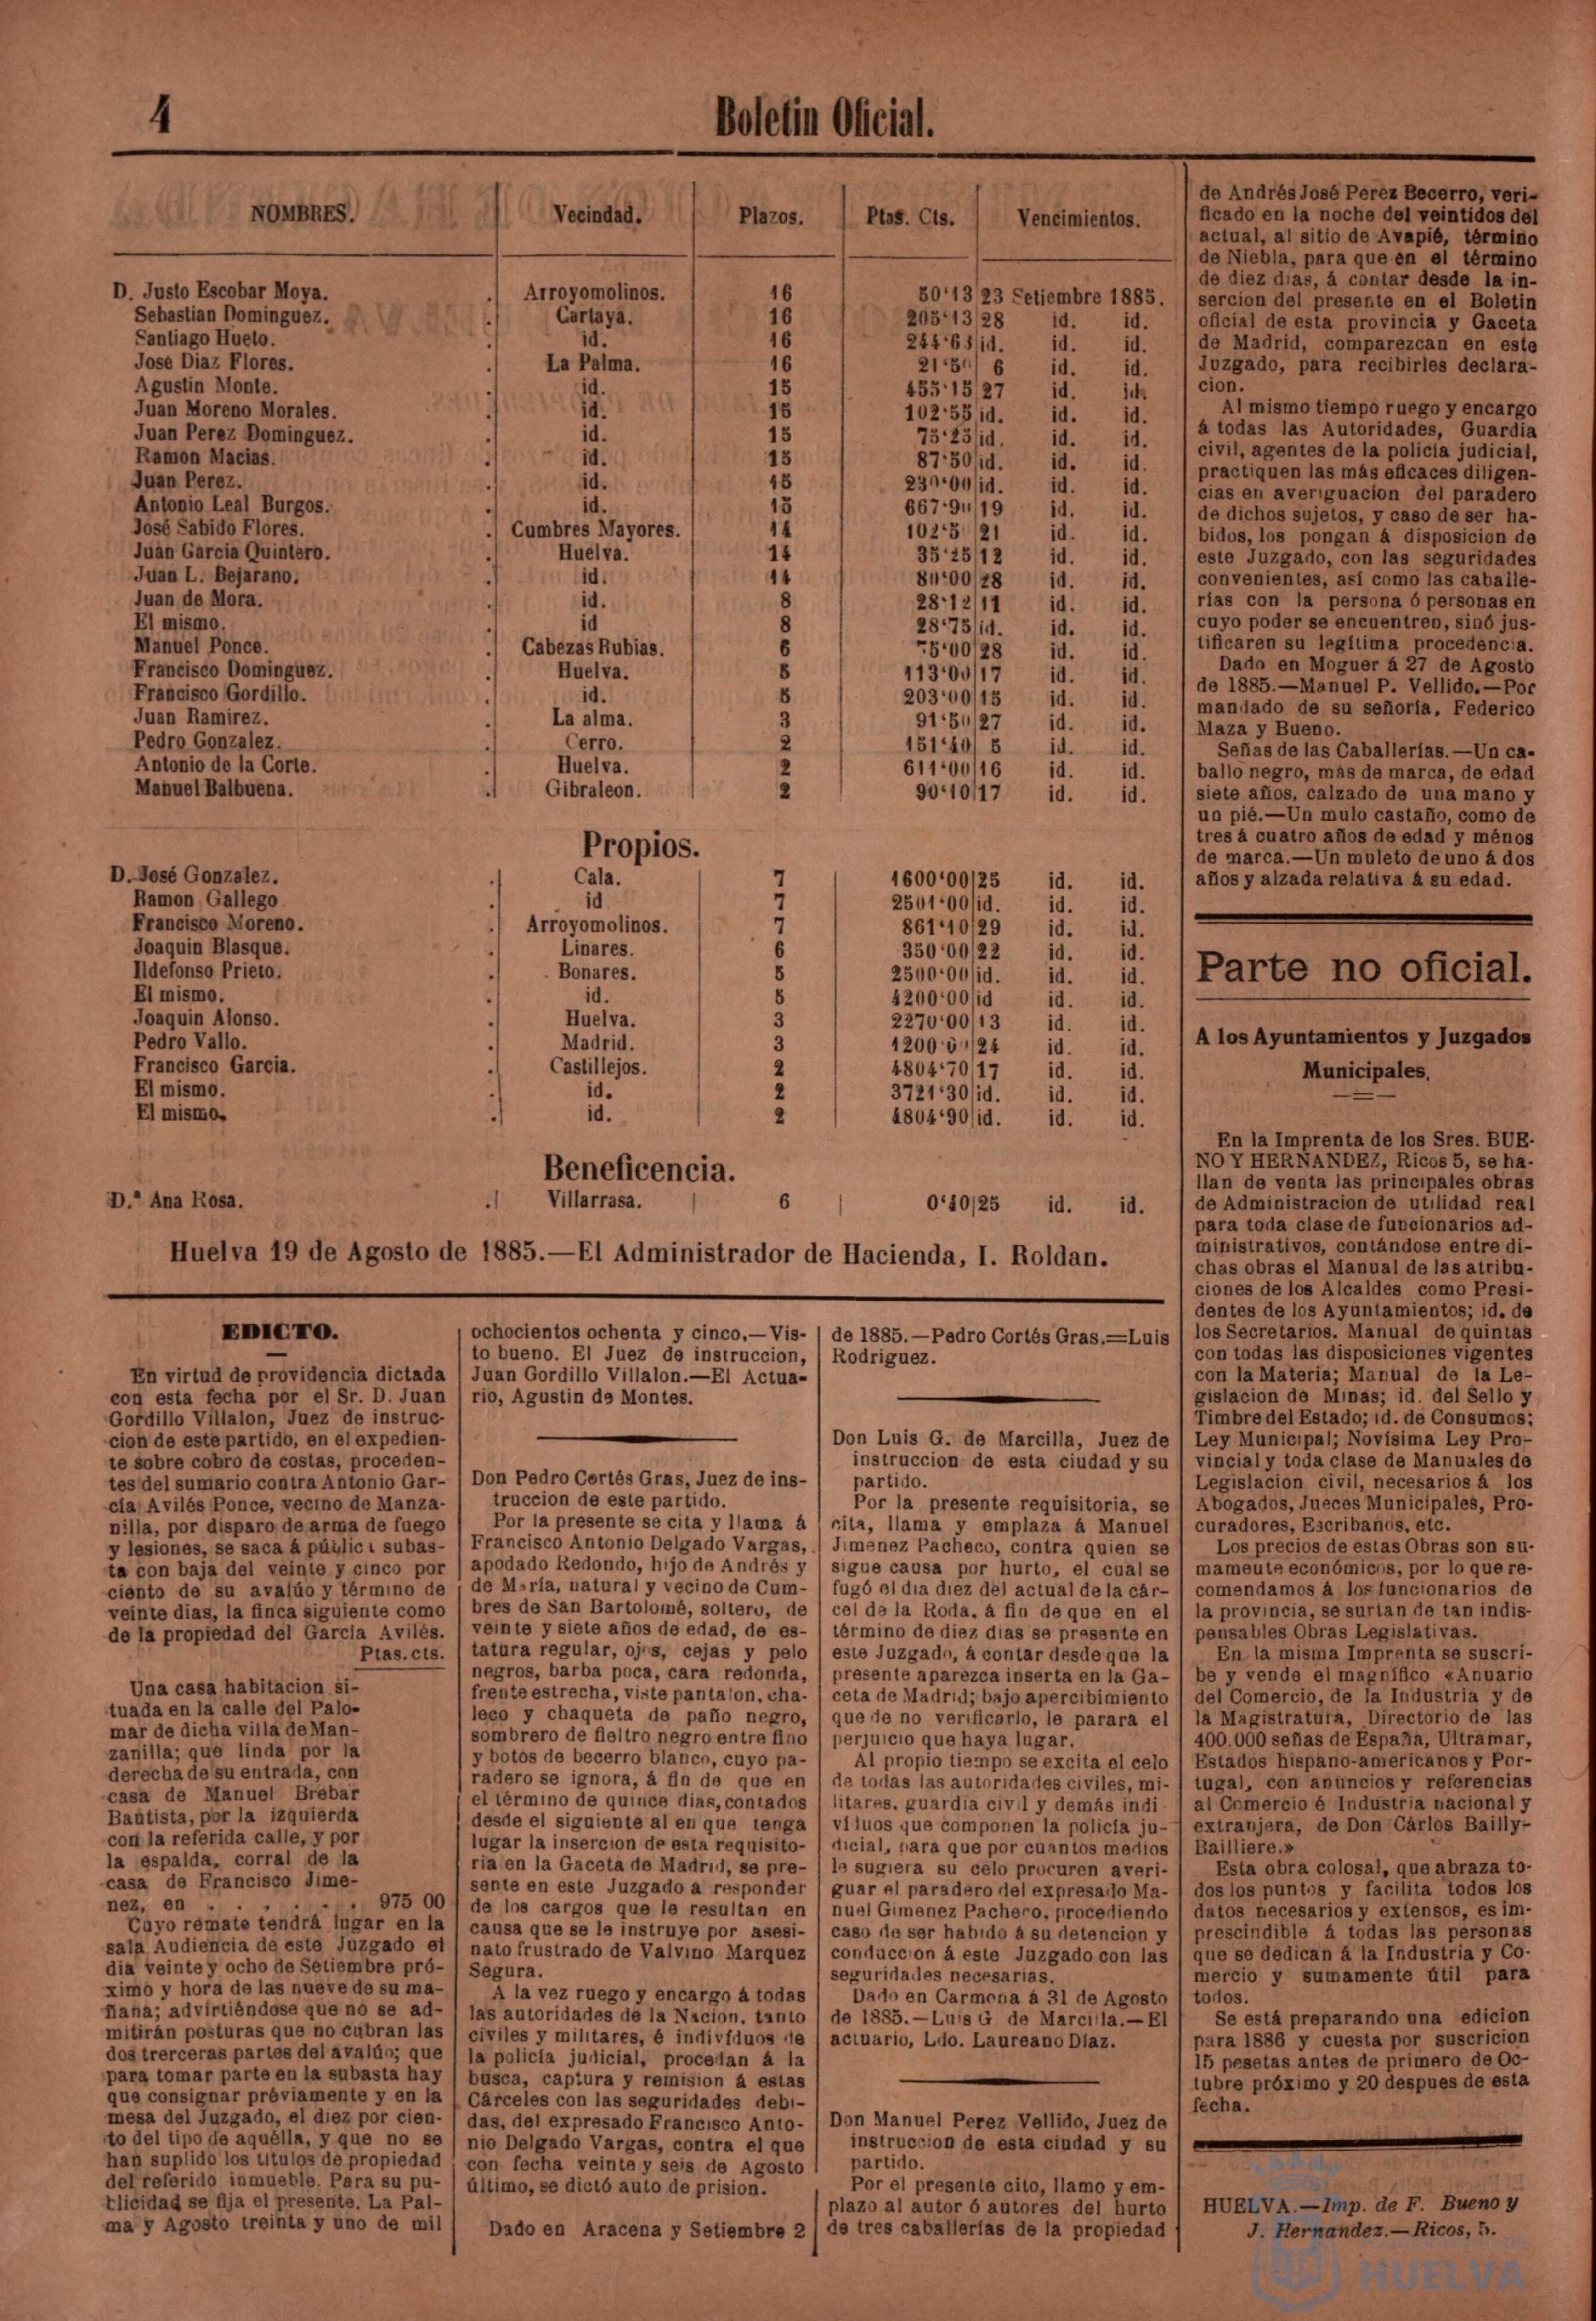 4
Boletin Oficial.
NOMBRES. Vecindad. Plazos. Ptas. Cts. Vencimientos.
D. Justo Escobar Moya. Arroyomolinos. 16 50'13 23 Setiembre 1885.
Sebastian Dominguez. Cartaya. 16 205'13 28 id. id.
Santiago Hueto. id. 16 244'63 id. id. id.
José Diaz Flores. La Palma. 16 21'50 6 id. id.
Agustin Monte. id. 15 455'15 27 id. id.
Juan Moreno Morales. id. 15 102'55 id. id. id.
Juan Perez Dominguez. id. 15 75'25 id. id. id.
Ramon Macias. id. 15 87'50 id. id. id.
Juan Perez. id. 15 id. id. id.
Antonio Leal Burgos. id. 15 667'90 19 id. id.
José Sabido Flores. Cumbres Mayores. 14 21 id. id.
Juan Garcia Quintero. Huelva. 14 35'25 12 id. id.
Juan L. Bejarano. id. 14 80'00 28 id. id.
Juan de Mora. id. 8 28'12 11 id. id.
El mismo. id 8 28'75 id. id. id.
Manuel Ponce. Cabezas Rubias. 6 28 id. id.
Francisco Dominguez. Huelva. 5 113'00 17 id. id.
Francisco Gordillo. id. 5 203'00 15 id. id.
Juan Ramirez. La alma. 3 91'50 27 id. id.
Pedro Gonzalez. Cerro. 2 151'40 5 id. id.
Antonio de la Corte. Huelva. 2 611'00 16 id. id.
Manuel Balbuena. Gibraleon. 2 90'10 17 id. id.
Propios.
D. José Gonzalez. Cala. 7 1600'00 25 id. id.
Ramon Gallego id 7 2501'00 id. id. id.
Francisco Moreno. Arroyomolinos. 7 861'10 29 id. id.
Joaquin Blasque. Linares. 6 350'00 22 id. id.
Ildefonso Prieto. Bonares. 5 2500'00 id. id. id.
El mismo. id. 5 4200'00 id id. id.
Joaquin Alonso. Huelva. 3 2270'00 13 id. id.
Pedro Vallo. Madrid. 3 1200'00 24 id. id.
Francisco Garcia. Castillejos. 2 4804'70 17 id. id.
El mismo. id. 2 3721'30 id. id. id.
El mismo. id. 2 4804'90 id. id. id.
Beneficencia.
D.ª Ana Rosa. Villarrasa. 6 0'40 25 id. id.
Huelva 19 de Agosto de 1885.—El Administrador de Hacienda, I. Roldan.
EDICTO.
En virtud de providencia dictada
con esta fecha por el Sr. D. Juan
Gordillo Villalon, Juez de instruc-
cion de este partido, en el expedien-
te sobre cobro de costas, proceden-
tes del sumario contra Antonio Gar-
cía Avilés Ponce, vecino de Manza-
nilla, por disparo de arma de fuego
y lesiones, se saca á públic subas-
ta con baja del veinte y cinco por
ciento de su avalúo y término de
veinte dias, la finca siguiente como
de la propiedad del García Avilés.
Ptas. cts.
Una casa habitacion si-
tuada en la calle del Palo-
mar de dicha villa de Man-
zanilla; que linda por la
derecha de su entrada, con
casa de Manuel Brebar
Bautista, por la izquierda
con la referida calle, y por
la espalda, corral de la
casa de Francisco Jime-
nez, en . . . . . . 975 00
Cuyo remate tendrá lugar en la
sala Audiencia de este Juzgado el
dia veinte y ocho de Setiembre pró-
ximo y hora de las nueve de su ma-
ñana; advirtiéndose que no se ad-
mitirán posturas que no cubran las
dos trerceras partes del avalúo; que
para tomar parte en la subasta hay
que consignar préviamente y en la
mesa del Juzgado, el diez por cien-
to del tipo de aquélla, y que no se
han suplido los titulos de propiedad
del referido inmueble. Para su pu-
blicidad se fija el presente. La Pal-
ma y Agosto treinta y uno de mil
ochocientos ochenta y cinco.—Vis-
to bueno. El Juez de instruccion,
Juan Gordillo Villalon.—El Actua-
rio, Agustin de Montes.
Don Pedro Cortés Gras, Juez de ins-
truccion de este partido.
Por la presente se cita y llama á
Francisco Antonio Delgado Vargas,
apodado Redondo, hijo de Andrés y
de María, natural y vecino de Cum-
bres de San Bartolomé, soltero, de
veinte y siete años de edad, de es-
tatura regular, ojos, cejas y pelo
negros, barba poca, cara redonda,
frente estrecha, viste pantalon, cha-
leco y chaqueta de paño negro,
sombrero de fieltro negro entre fino
y botos de becerro blanco, cuyo pa-
radero se ignora, á fin de que en
el término de quince dias, contados
desde el siguiente al en que tenga
lugar la insercion de esta requisito-
ria en la Gaceta de Madrid, se pre-
sente en este Juzgado á responder
de los cargos que le resultan en
causa que se le instruye por asesi-
nato frustrado de Valvino Marquez
Segura.
A la vez ruego y encargo á todas
las autoridades de la Nacion, tanto
civiles y militares, é individuos de
la policía judicial, procedan á la
busca, captura y remision á estas
Cárceles con las seguridades debi-
das, del expresado Francisco Anto-
nio Delgado Vargas, contra el que
con fecha veinte y seis de Agosto
último, se dictó auto de prision.
Dado en Aracena y Setiembre 2
de 1885.—Pedro Cortés Gras.=Luis
Rodriguez.
Don Luis G. de Marcilla, Juez de
instruccion de esta ciudad y su
partido.
Por la presente requisitoria, se
cita, llama y emplaza á Manuel
Jimenez Pacheco, contra quien se
sigue causa por hurto, el cual se
fugó el dia diez del actual de la cár-
cel de la Roda, á fin de que en el
término de diez dias se presente en
este Juzgado, á contar desde que la
presente aparezca inserta en la Ga-
ceta de Madrid; bajo apercibimiento
que de no verificarlo, le parará el
perjuicio que haya lugar.
Al propio tiempo se excita el celo
de todas las autoridades civiles, mi-
litares, guardia civil y demás indi-
viduos que componen la policía ju-
dicial, para que por cuantos medios
le sugiera su celo procuren averi-
guar el paradero del expresado Ma-
nuel Gimenez Pacheco, procediendo
caso de ser habido á su detencion y
conduccion á este Juzgado con las
seguridades necesarias.
Dado en Carmona á 31 de Agosto
de 1885.—Luis G de Marcilla.—El
actuario, Ldo. Laureano Díaz.
Don Manuel Perez Vellido, Juez de
instruccion de esta ciudad y su
partido.
Por el presente cito, llamo y em-
plazo al autor ó autores del hurto
de tres caballerías de la propiedad
de Andrés José Perez Becerro, veri-
ficado en la noche del veintidos del
actual, al sitio de Avapié, término
de Niebla, para que en el término
de diez dias, á contar desde la in-
sercion del presente en el Boletin
oficial de esta provincia y Gaceta
de Madrid, comparezcan en este
Juzgado, para recibirles declara-
cion.
Al mismo tiempo ruego y encargo
á todas las Autoridades, Guardia
civil, agentes de la policía judicial,
practiquen las más eficaces diligen-
cias en averiguacion del paradero
de dichos sujetos, y caso de ser ha-
bidos, los pongan á disposicion de
este Juzgado, con las seguridades
convenientes, así como las caballe-
rías con la persona ó personas en
cuyo poder se encuentren, sinó jus-
tificaren su legítima procedencia.
Dado en Moguer á 27 de Agosto
de 1885.—Manuel P. Vellido.—Por
mandado de su señoría, Federico
Maza y Bueno.
Señas de las Caballerías.—Un ca-
ballo negro, más de marca, de edad
siete años, calzado de una mano y
un pié.—Un mulo castaño, como de
tres á cuatro años de edad y ménos
de marca.—Un muleto de uno á dos
años y alzada relativa á su edad.
Parte no oficial.
A los Ayuntamientos y Juzgados
Municipales,
En la Imprenta de los Sres. BUE-
NO Y HERNANDEZ, Ricos 5, se ha-
llan de venta las principales obras
de Administracion de utilidad real
para toda clase de funcionarios ad-
ministrativos, contándose entre di-
chas obras el Manual de las atribu-
ciones de los Alcaldes como Presi-
dentes de los Ayuntamientos; id. de
los Secretarios. Manual de quintas
con todas las disposiciones vigentes
con la Materia; Manual de la Le-
gislacion de Minas; id. del Sello y
Timbre del Estado; id. de Consumos;
Ley Municipal; Novísima Ley Pro-
vincial y toda clase de Manuales de
Legislacion civil, necesarios á los
Abogados, Jueces Municipales, Pro-
curadores, Escribanos, etc.
Los precios de estas Obras son su-
mamente económicos, por lo que re-
comendamos á los funcionarios de
la provincia, se surtan de tan indis-
pensables Obras Legislativas.
En la misma Imprenta se suscri-
be y vende el magnífico «Anuario
del Comercio, de la Industria y de
la Magistratura, Directorio de las
400.000 señas de España, Ultramar,
Estados hispano-americanos y Por-
tugal, con anuncios y referencias
al Comercio é Industria nacional y
extranjera, de Don Cárlos Bailly-
Bailliere.»
Esta obra colosal, que abraza to-
dos los puntos y facilita todos los
datos necesarios y extensos, es im-
prescindible á todas las personas
que se dedican á la Industria y Co-
mercio y sumamente útil para
todos.
Se está preparando una edicion
para 1886 y cuesta por suscricion
15 pesetas antes de primero de Oc-
tubre próximo y 20 despues de esta
fecha.
HUELVA.—Imp. de F. Bueno y
J. Hernandez.—Ricos, 5.
HUELVA